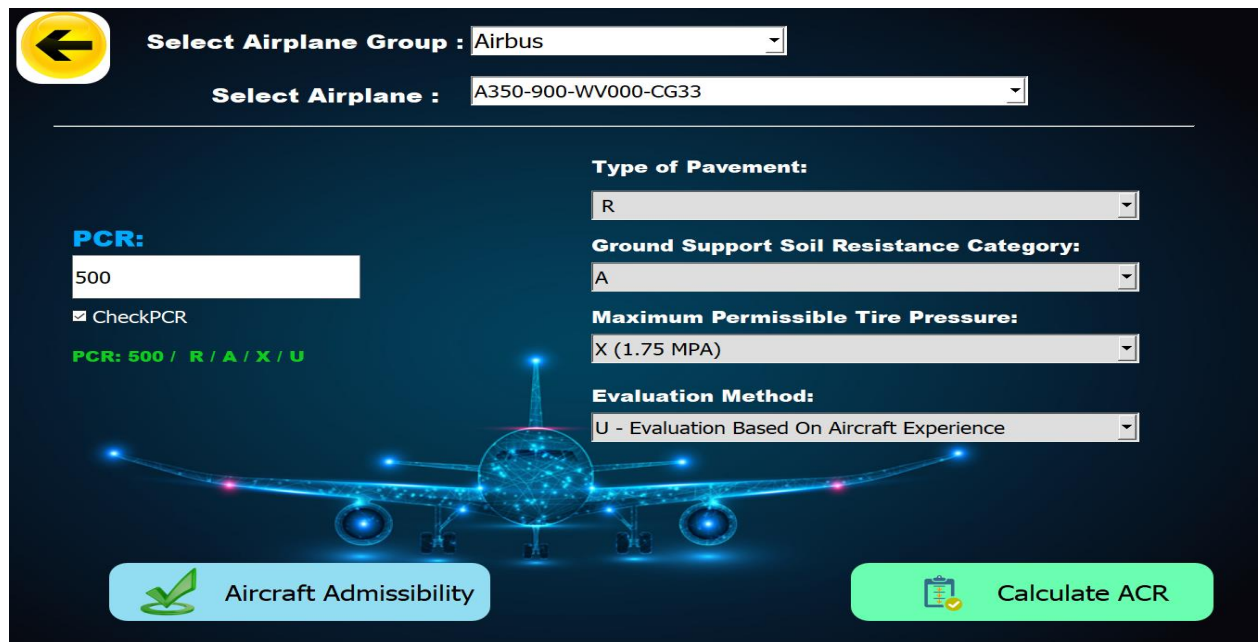 Select Airplane Group : Airbus
Select Airplane : A350-900-WV000-CG33
Type of Pavement:
R
PCR:
Ground Support Soil Resistance Category:
500
A
CheckPCR
Maximum Permissible Tire Pressure:
PCR: 500 / R / A / X / U
X (1.75 MPA)
Evaluation Method:
U - Evaluation Based On Aircraft Experience
Aircraft Admissibility
Calculate ACR